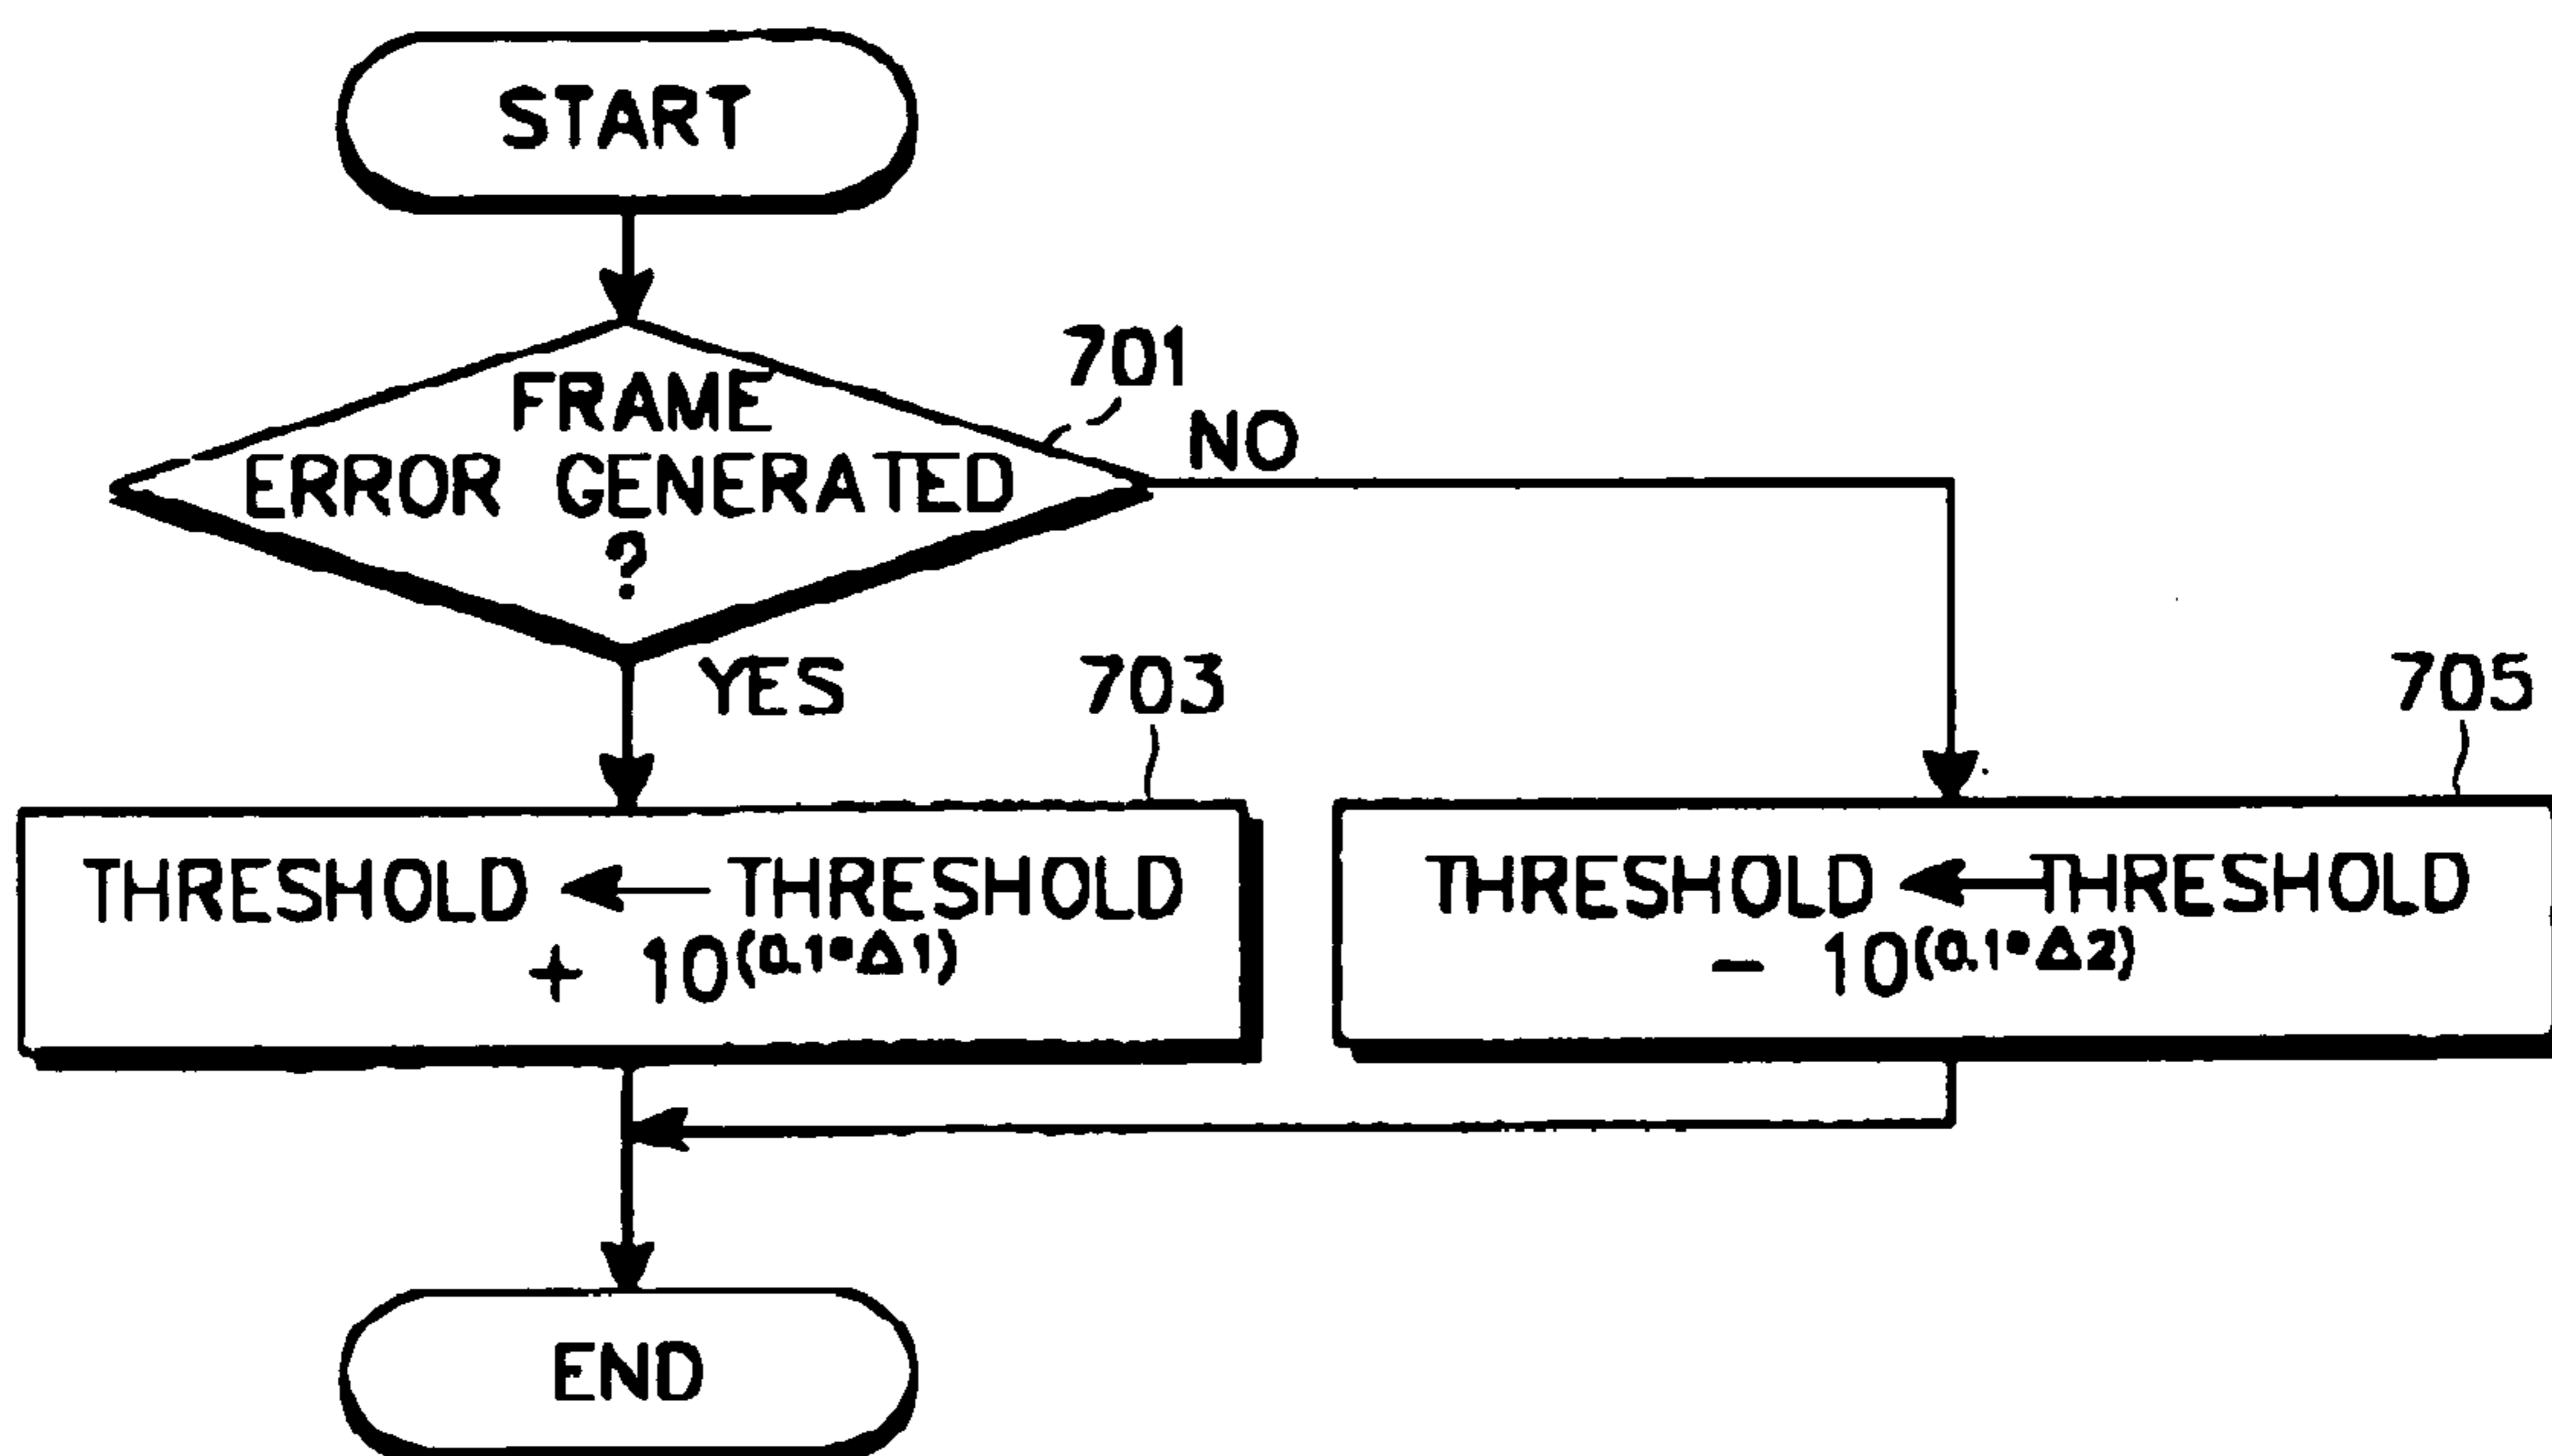 START
701
FRAME
ERROR GENERATED
?
NO
YES
703
705
THRESHOLD ← THRESHOLD
+ 10^(0.1*Δ1)
THRESHOLD ← THRESHOLD
- 10^(0.1*Δ2)
END